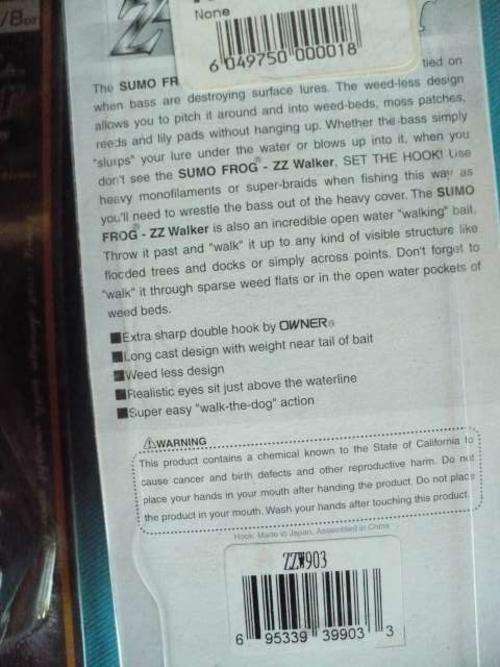 /8oz
None
6 049750 000018
The SUMO FR tied on
when bass are destroying surface lures. The weed-less design
allows you to pitch it around and into weed-beds, moss patches,
reeds and lily pads without hanging up. Whether the bass simply
"slurps" your lure under the water or blows up into it, when you
don't see the SUMO FROG® - ZZ Walker, SET THE HOOK! Use
heavy monofilaments or super-braids when fishing this way as
you'll need to wrestle the bass out of the heavy cover. The SUMO
FROG® - ZZ Walker is also an incredible open water "walking" bait.
Throw it past and "walk" it up to any kind of visible structure like
flooded trees and docks or simply across points. Don't forget to
"walk" it through sparse weed flats or in the open water pockets of
weed beds.
■Extra sharp double hook by OWNER®
■Long cast design with weight near tail of bait
■Weed less design
■Realistic eyes sit just above the waterline
■Super easy "walk-the-dog" action
⚠WARNING
This product contains a chemical known to the State of California to
cause cancer and birth defects and other reproductive harm. Do not
place your hands in your mouth after handing the product. Do not place
the product in your mouth. Wash your hands after touching this product.
Hook: Made in Japan, Assembled in China
ZZW903
6 95339 39903 3